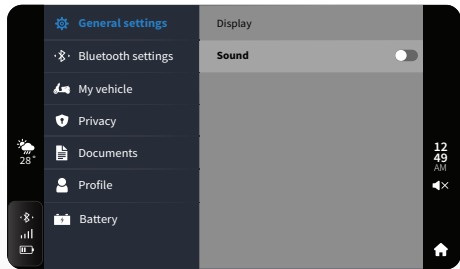 General settings
Bluetooth settings
My vehicle
Privacy
Documents
Profile
Battery
Display
Sound
28°
12
49
AM